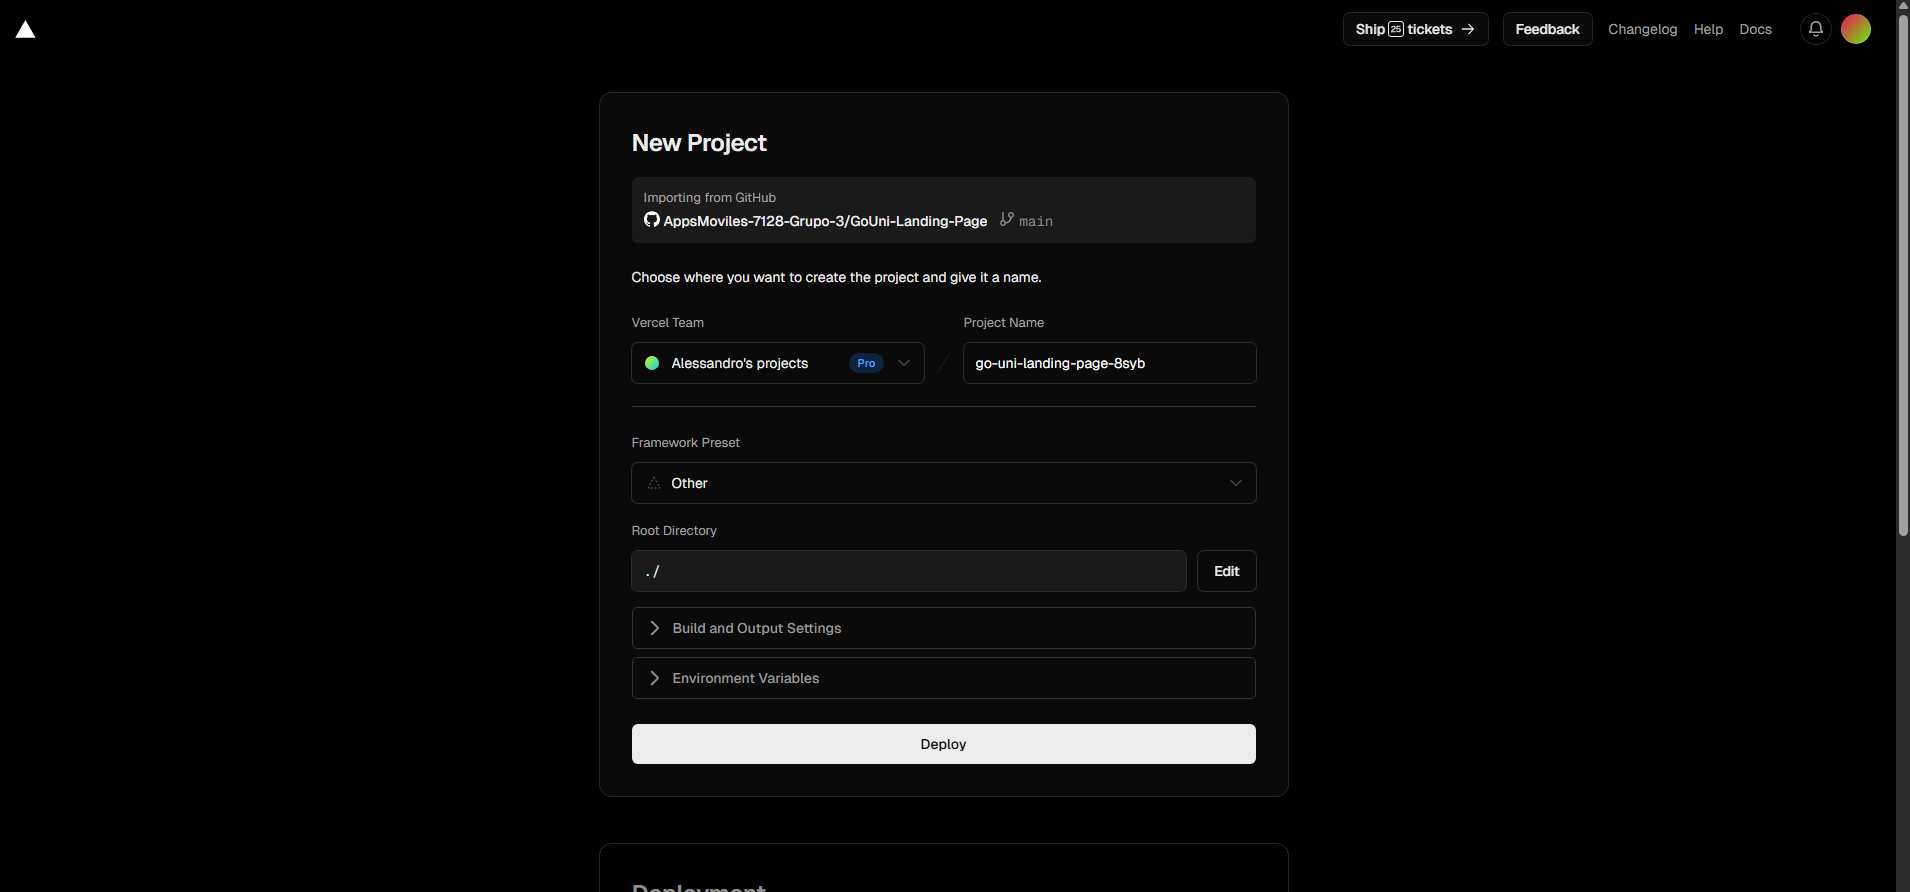 Ship 25 tickets →
Feedback
Changelog
Help
Docs
New Project
Importing from GitHub
AppsMoviles-7128-Grupo-3/GoUni-Landing-Page main
Choose where you want to create the project and give it a name.
Vercel Team
Project Name
Alessandro's projects Pro
/
go-uni-landing-page-8syb
Framework Preset
Other
Root Directory
./
Edit
Build and Output Settings
Environment Variables
Deploy
Deployment